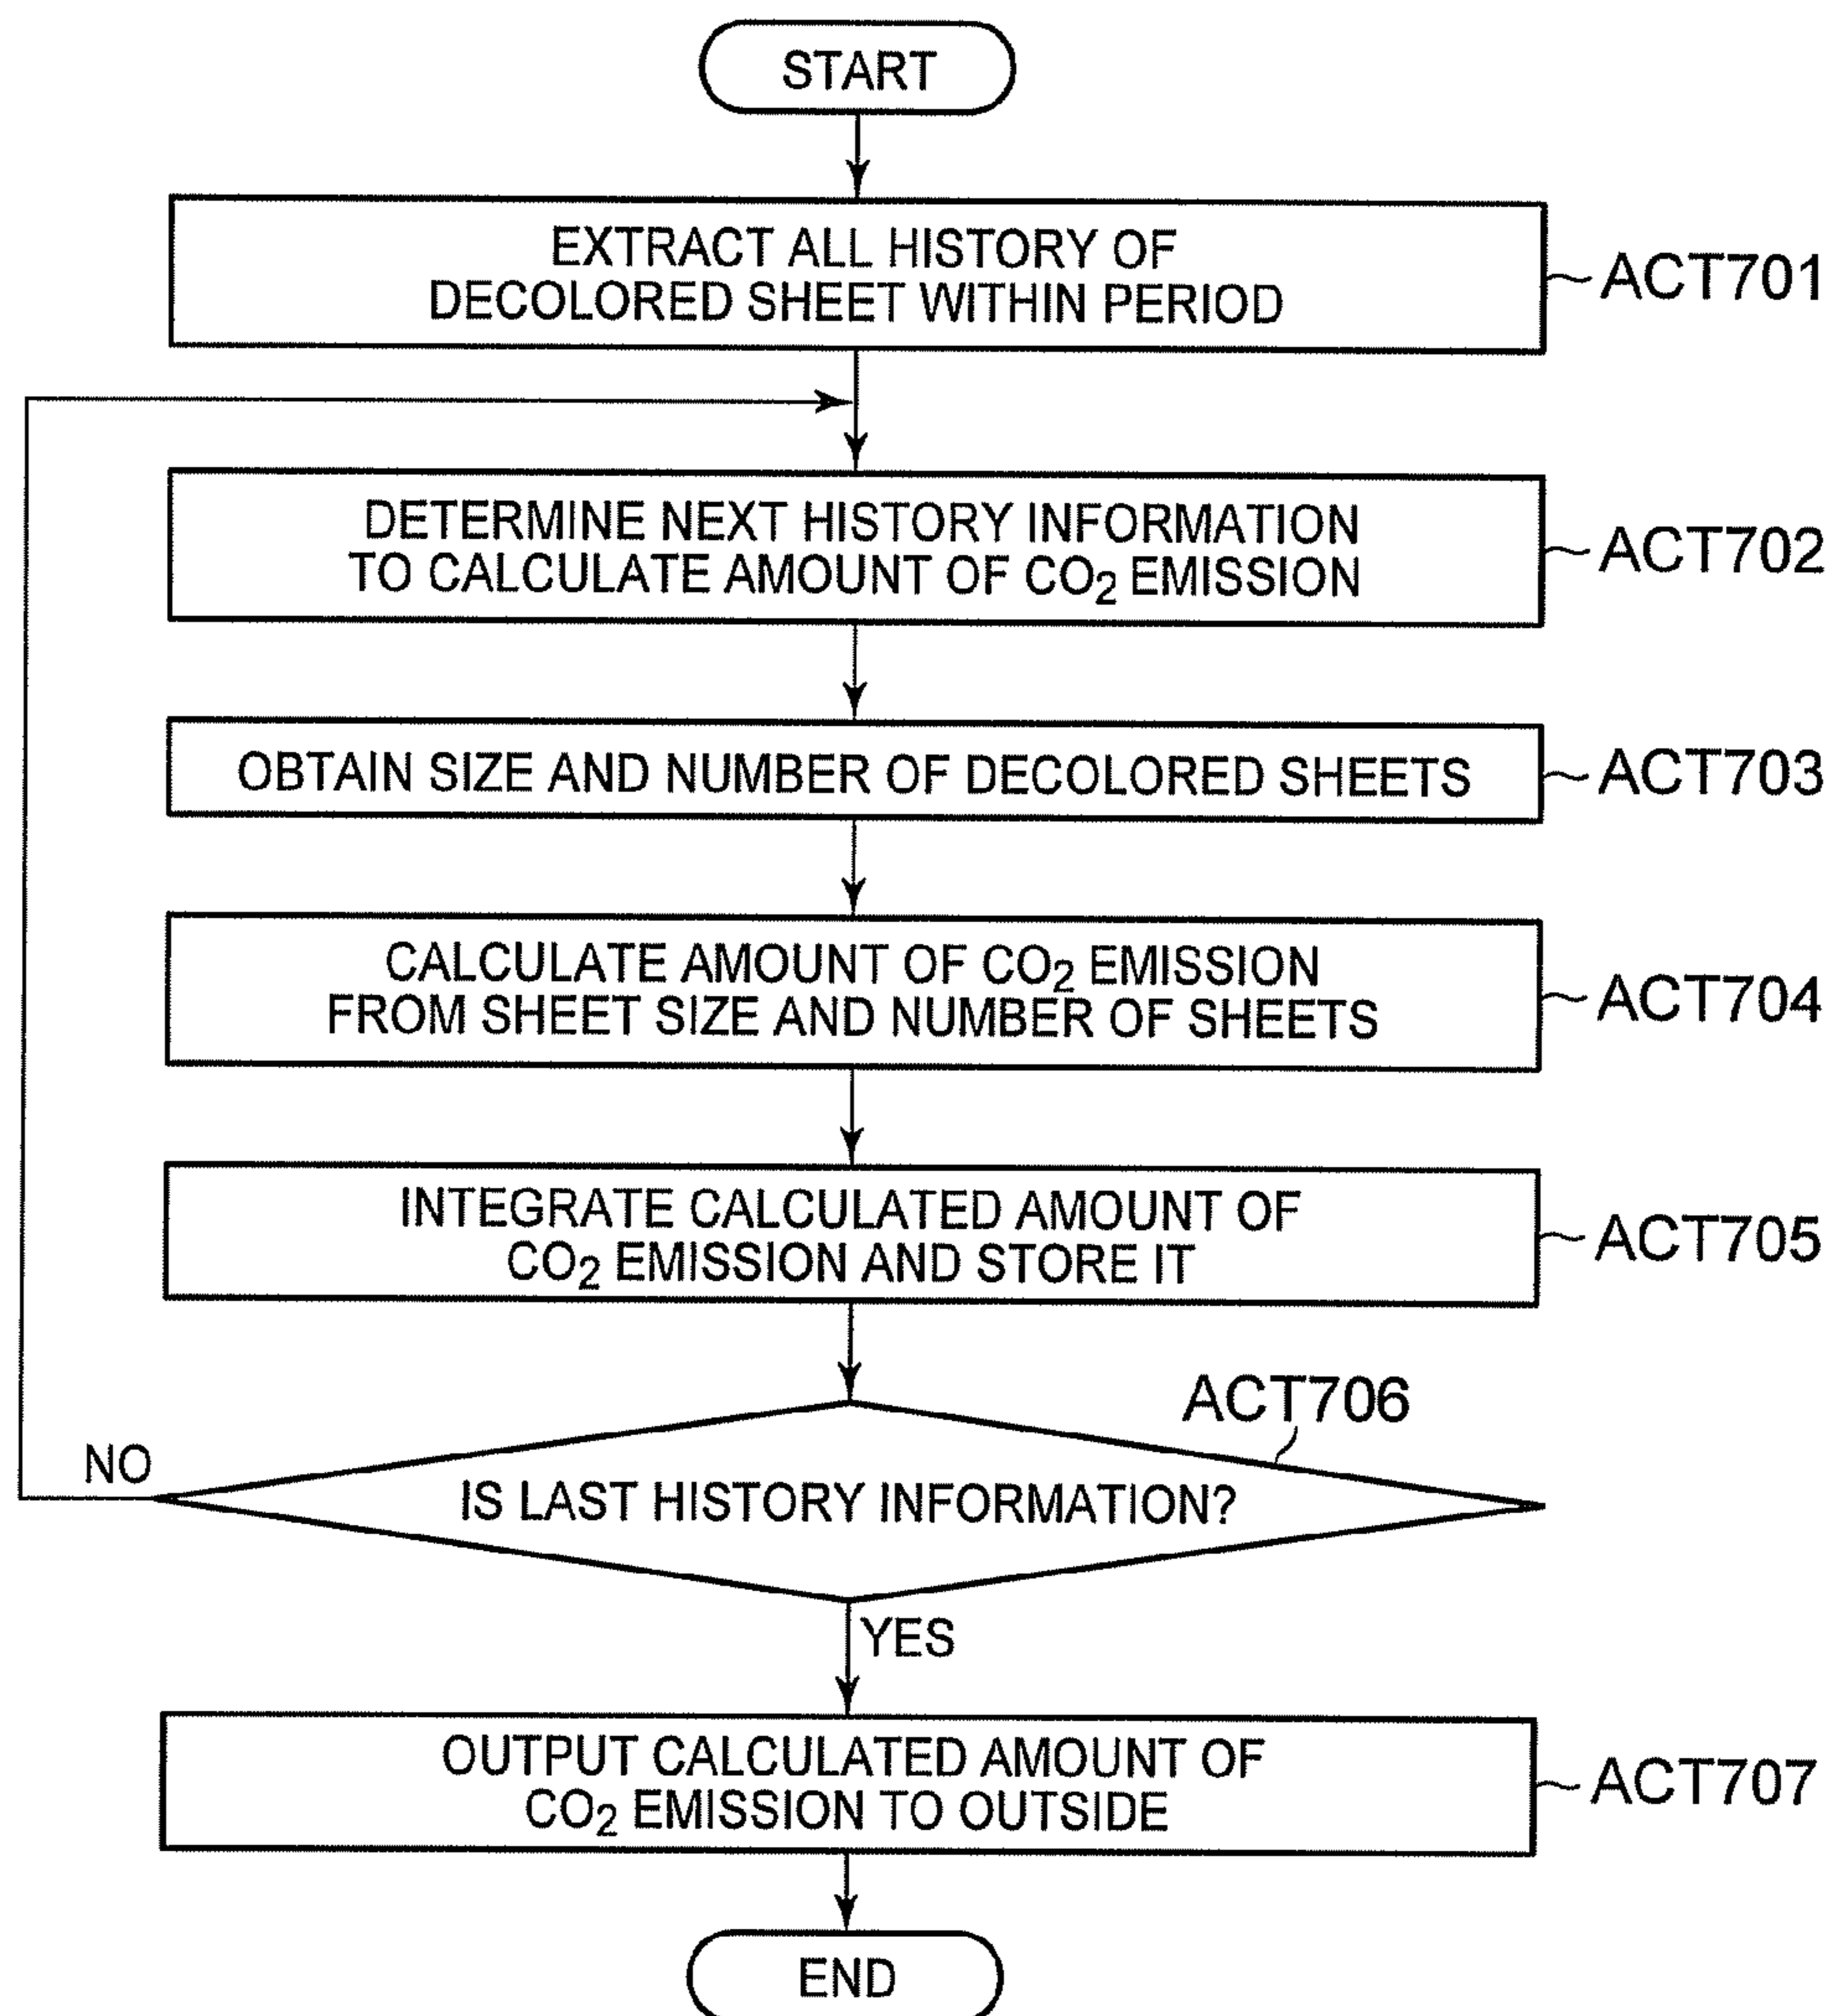 START
EXTRACT ALL HISTORY OF
DECOLORED SHEET WITHIN PERIOD
ACT701
DETERMINE NEXT HISTORY INFORMATION
TO CALCULATE AMOUNT OF CO₂ EMISSION
ACT702
OBTAIN SIZE AND NUMBER OF DECOLORED SHEETS
ACT703
CALCULATE AMOUNT OF CO₂ EMISSION
FROM SHEET SIZE AND NUMBER OF SHEETS
ACT704
INTEGRATE CALCULATED AMOUNT OF
CO₂ EMISSION AND STORE IT
ACT705
ACT706
NO
IS LAST HISTORY INFORMATION?
YES
OUTPUT CALCULATED AMOUNT OF
CO₂ EMISSION TO OUTSIDE
ACT707
END